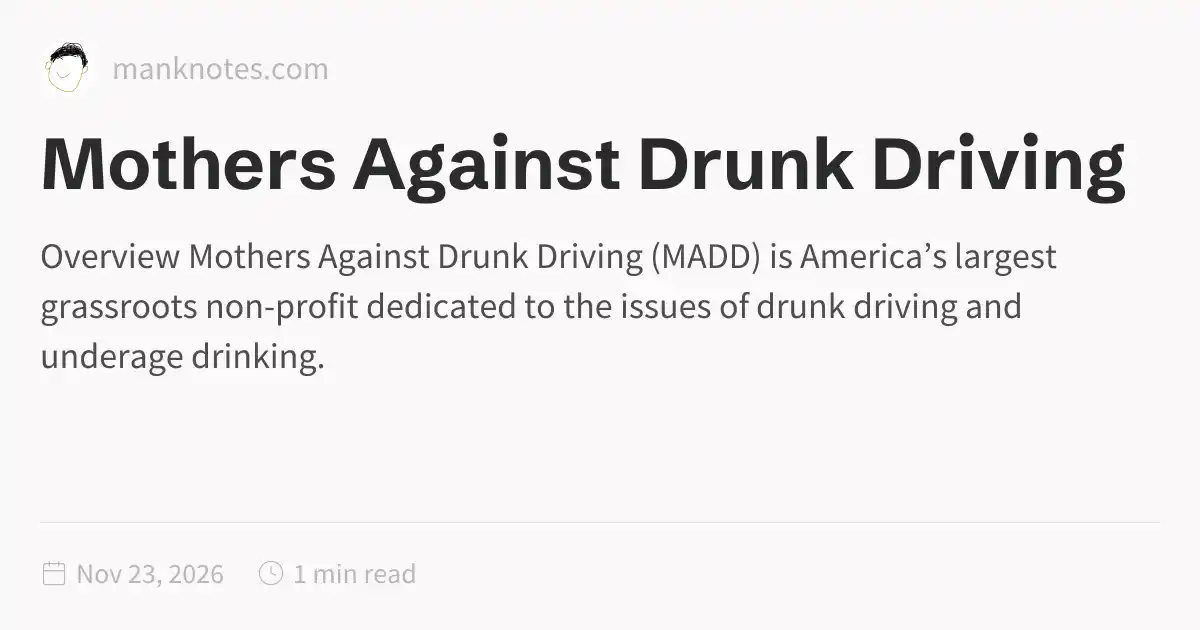 manknotes.com
Mothers Against Drunk Driving
Overview Mothers Against Drunk Driving (MADD) is America’s largest
grassroots non-profit dedicated to the issues of drunk driving and
underage drinking.
Nov 23, 2026 1 min read